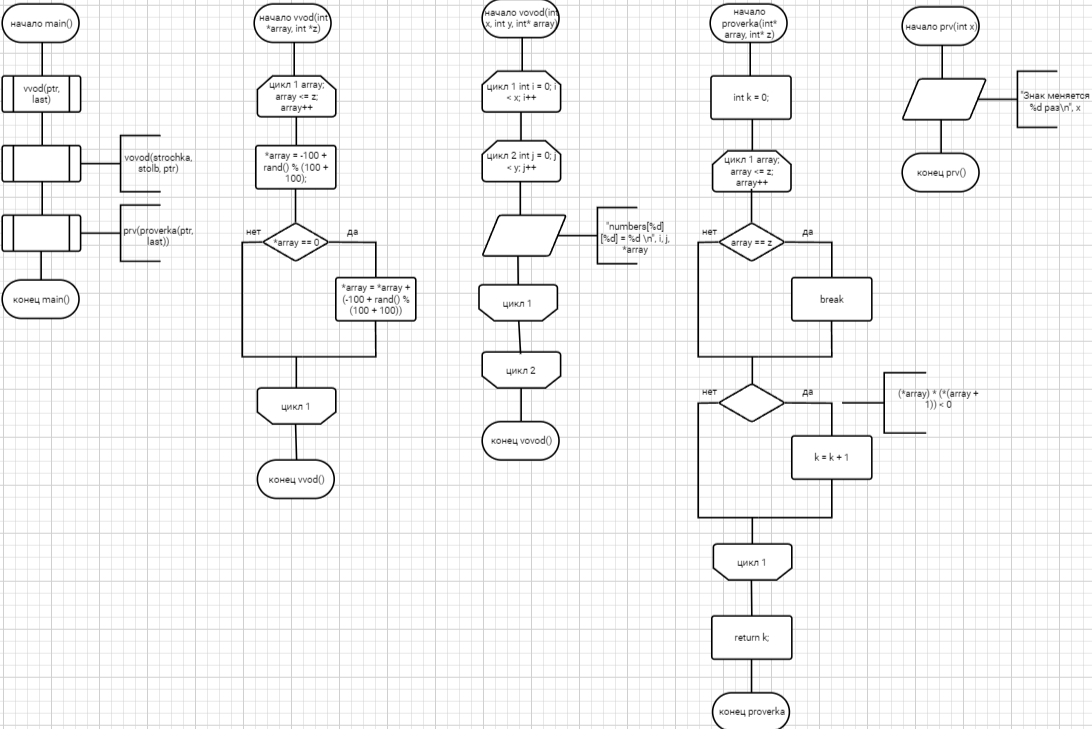 начало main()
vvod(ptr,
last)
vovod(strochka,
stolb, ptr)
prv(proverka(ptr,
last))
конец main()
начало vvod(int
*array, int *z)
цикл 1 array;
array <= z;
array++
*array = -100 +
rand() % (100 +
100);
нет
*array == 0
да
*array = *array +
(-100 + rand() %
(100 + 100))
цикл 1
конец vvod()
начало vovod(int
x, int y, int* array)
цикл 1 int i = 0; i
< x; i++
цикл 2 int j = 0; j
< y; j++
"numbers[%d]
[%d] = %d \n", i, j,
*array
цикл 1
цикл 2
конец vovod()
начало
proverka(int*
array, int* z)
int k = 0;
цикл 1 array;
array <= z;
array++
нет
array == z
да
break
нет
да
(*array) * (*(array +
1)) < 0
k = k + 1
цикл 1
return k;
конец proverka
начало prv(int x)
"Знак меняется
%d раз\n", x
конец prv()